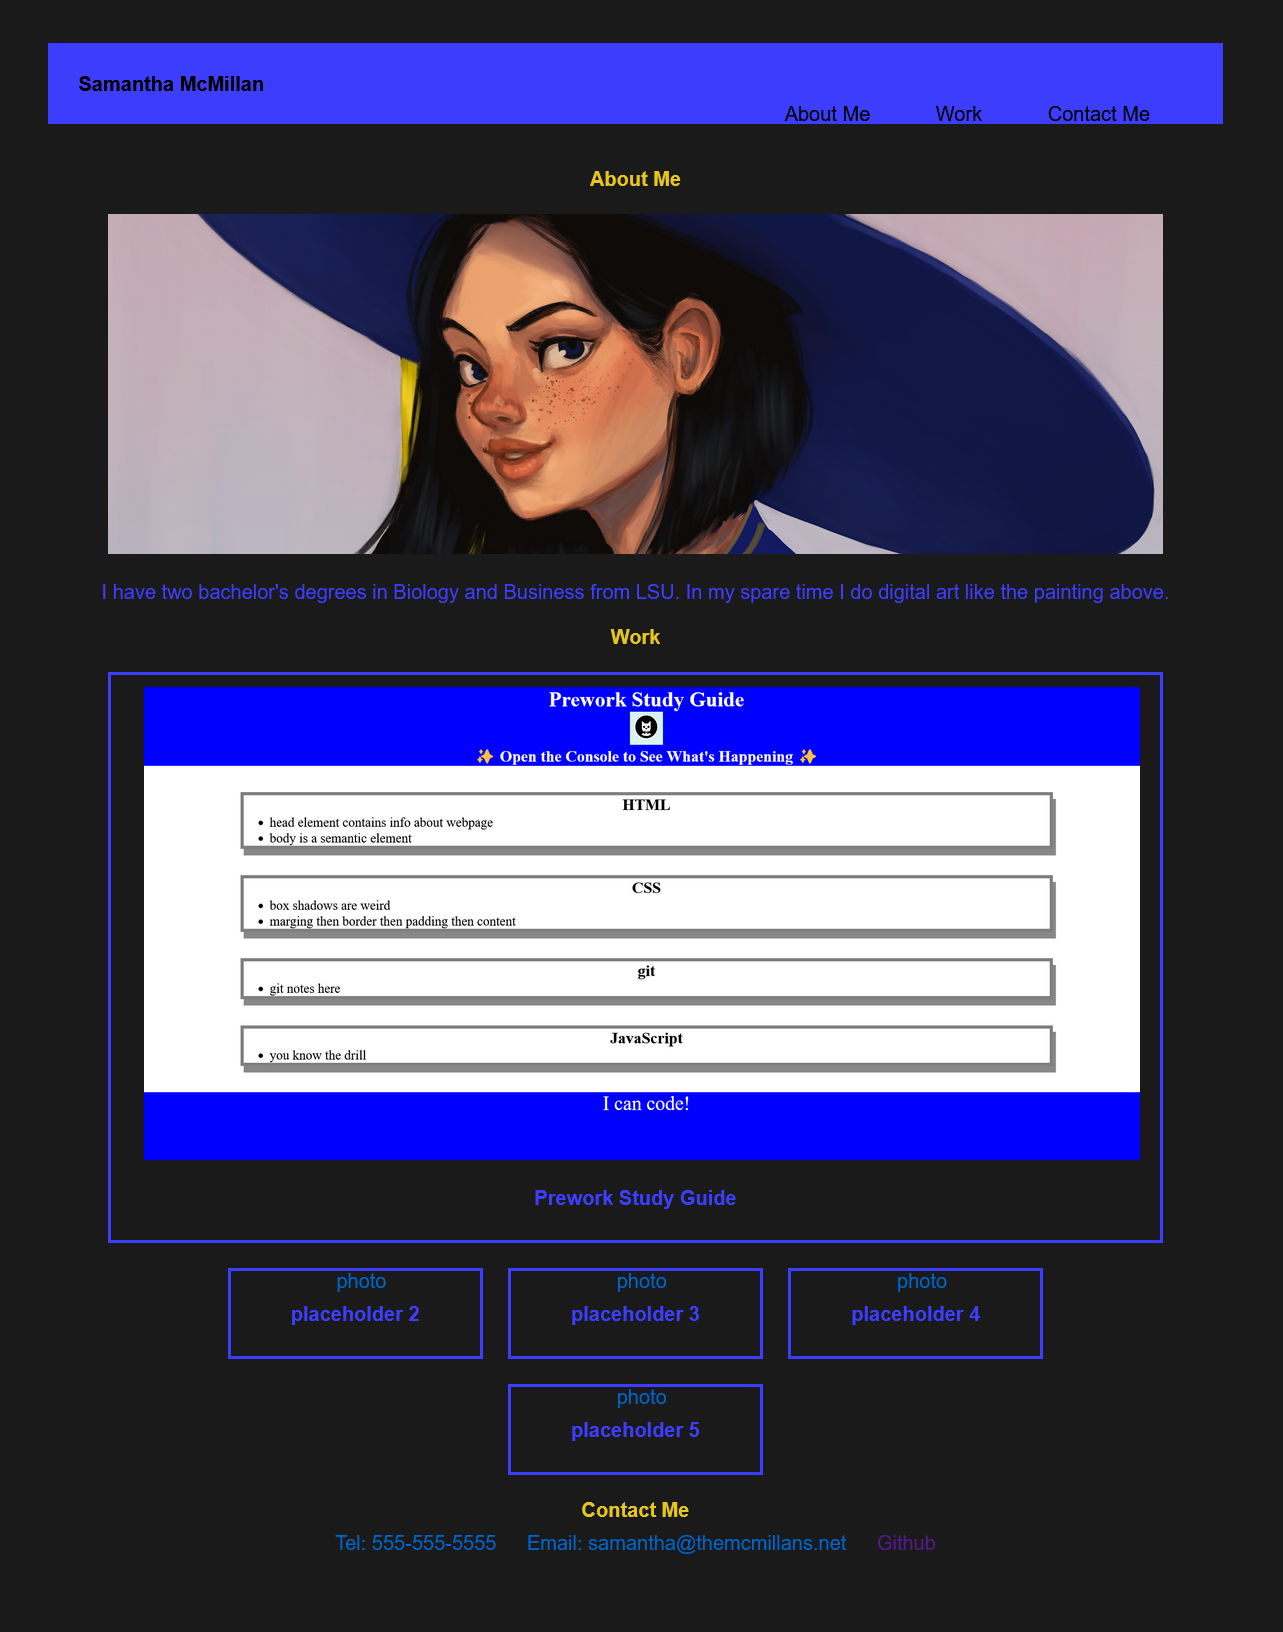 Samantha McMillan
About Me Work Contact Me
About Me
I have two bachelor's degrees in Biology and Business from LSU. In my spare time I do digital art like the painting above.
Work
Prework Study Guide
✨ Open the Console to See What's Happening ✨
HTML
• head element contains info about webpage
• body is a semantic element
CSS
• box shadows are weird
• marging then border then padding then content
git
• git notes here
JavaScript
• you know the drill
I can code!
Prework Study Guide
photo photo photo
placeholder 2 placeholder 3 placeholder 4
photo
placeholder 5
Contact Me
Tel: 555-555-5555 Email: samantha@themcmillans.net Github